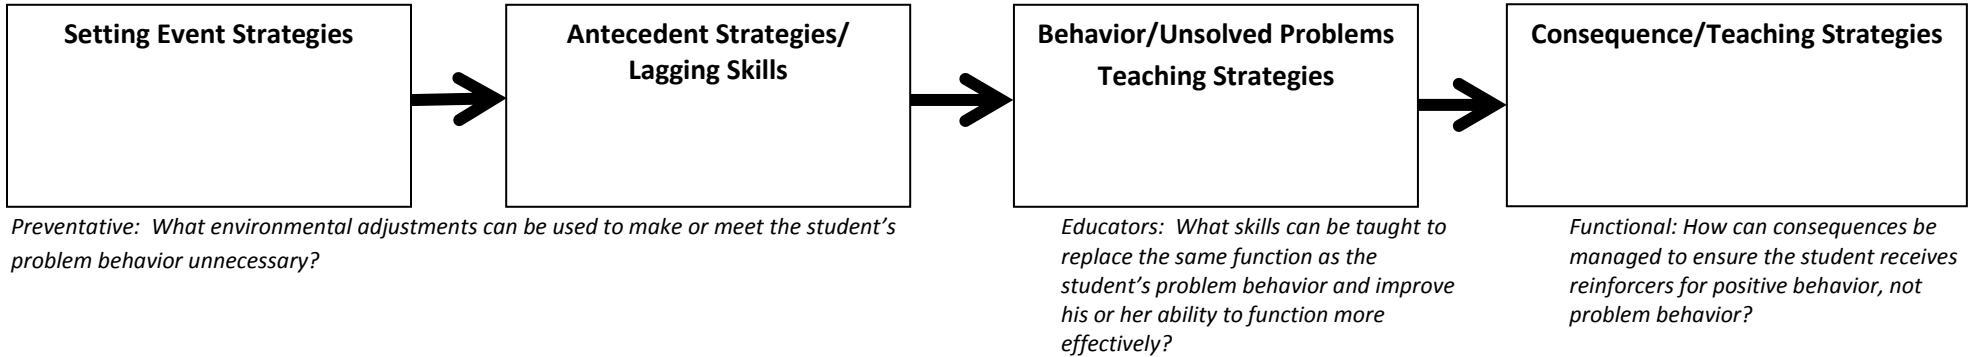 Setting Event Strategies
Antecedent Strategies/
Lagging Skills
Behavior/Unsolved Problems
Teaching Strategies
Consequence/Teaching Strategies
Preventative:  What environmental adjustments can be used to make or meet the student’s
problem behavior unnecessary?
Educators:  What skills can be taught to
replace the same function as the
student’s problem behavior and improve
his or her ability to function more
effectively?
Functional: How can consequences be
managed to ensure the student receives
reinforcers for positive behavior, not
problem behavior?